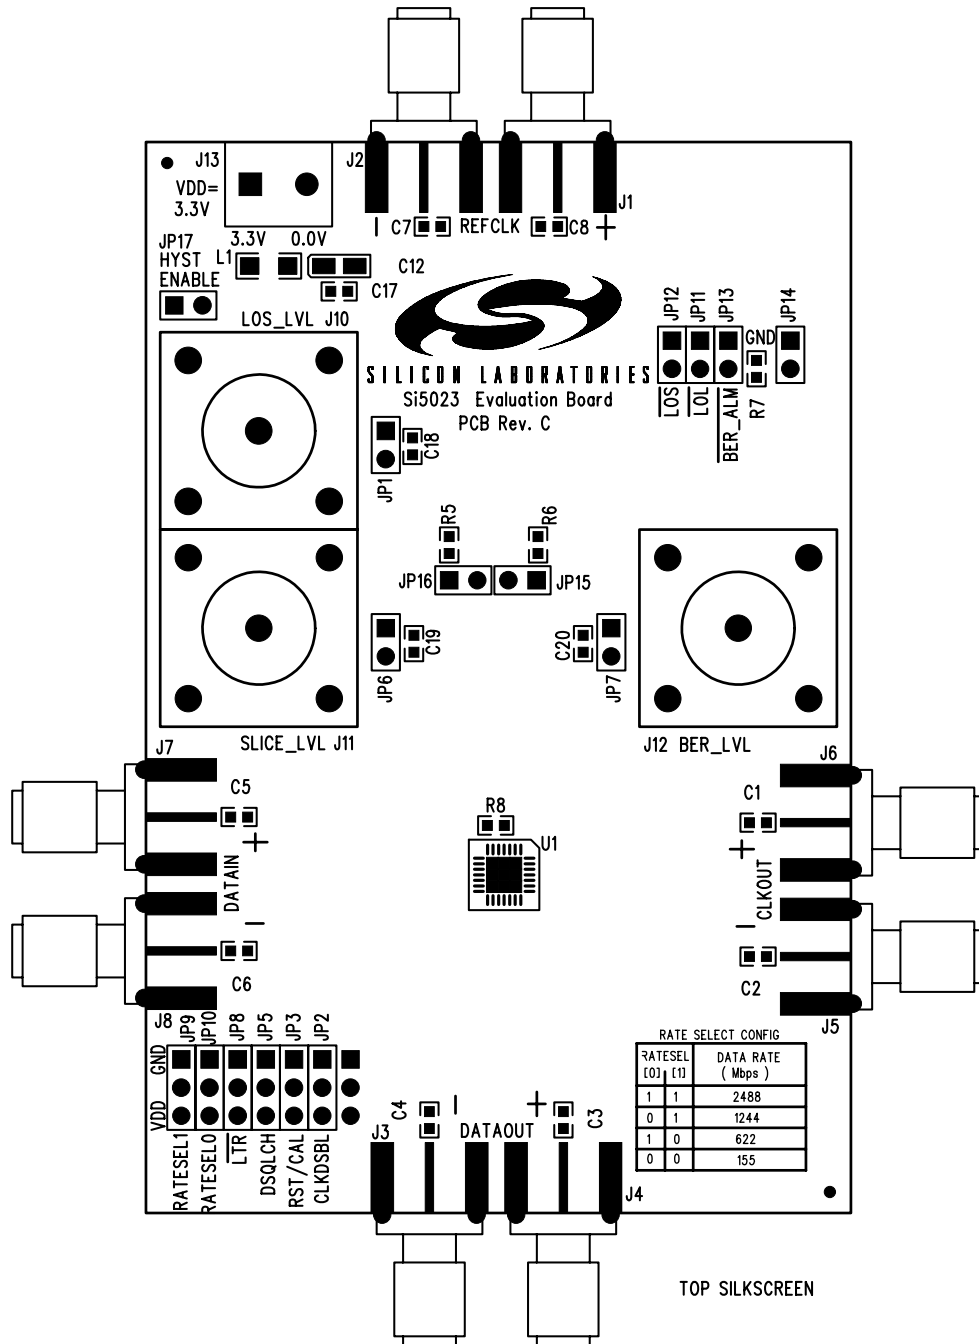 J13
J2
J1
VDD=
3.3V
3.3V 0.0V
C7 REFCLK C8
− +
JP17
HYST
ENABLE
L1
C12
C17
LOS_LVL J10
SILICON LABORATORIES
Si5023 Evaluation Board
PCB Rev. C
JP12
JP11
JP13
JP14
GND
LOS
LOL
BER_ALM
R7
JP1
C18
R5
R6
JP16
JP15
JP6
C19
C20
JP7
SLICE_LVL J11
J12 BER_LVL
J7
J6
C5
C1
+
+
R8
U1
DATAIN
CLKOUT
−
−
C6
C2
J8
J5
JP9
JP10
JP8
JP5
JP3
JP2
GND
VDD
RATESEL1
RATESEL0
LTR
DSQLCH
RST/CAL
CLKDSBL
RATE SELECT CONFIG
RATESEL DATA RATE
[0] [1] ( Mbps )
1 1 2488
0 1 1244
1 0 622
0 0 155
C4
− +
C3
J3
DATAOUT
J4
TOP SILKSCREEN